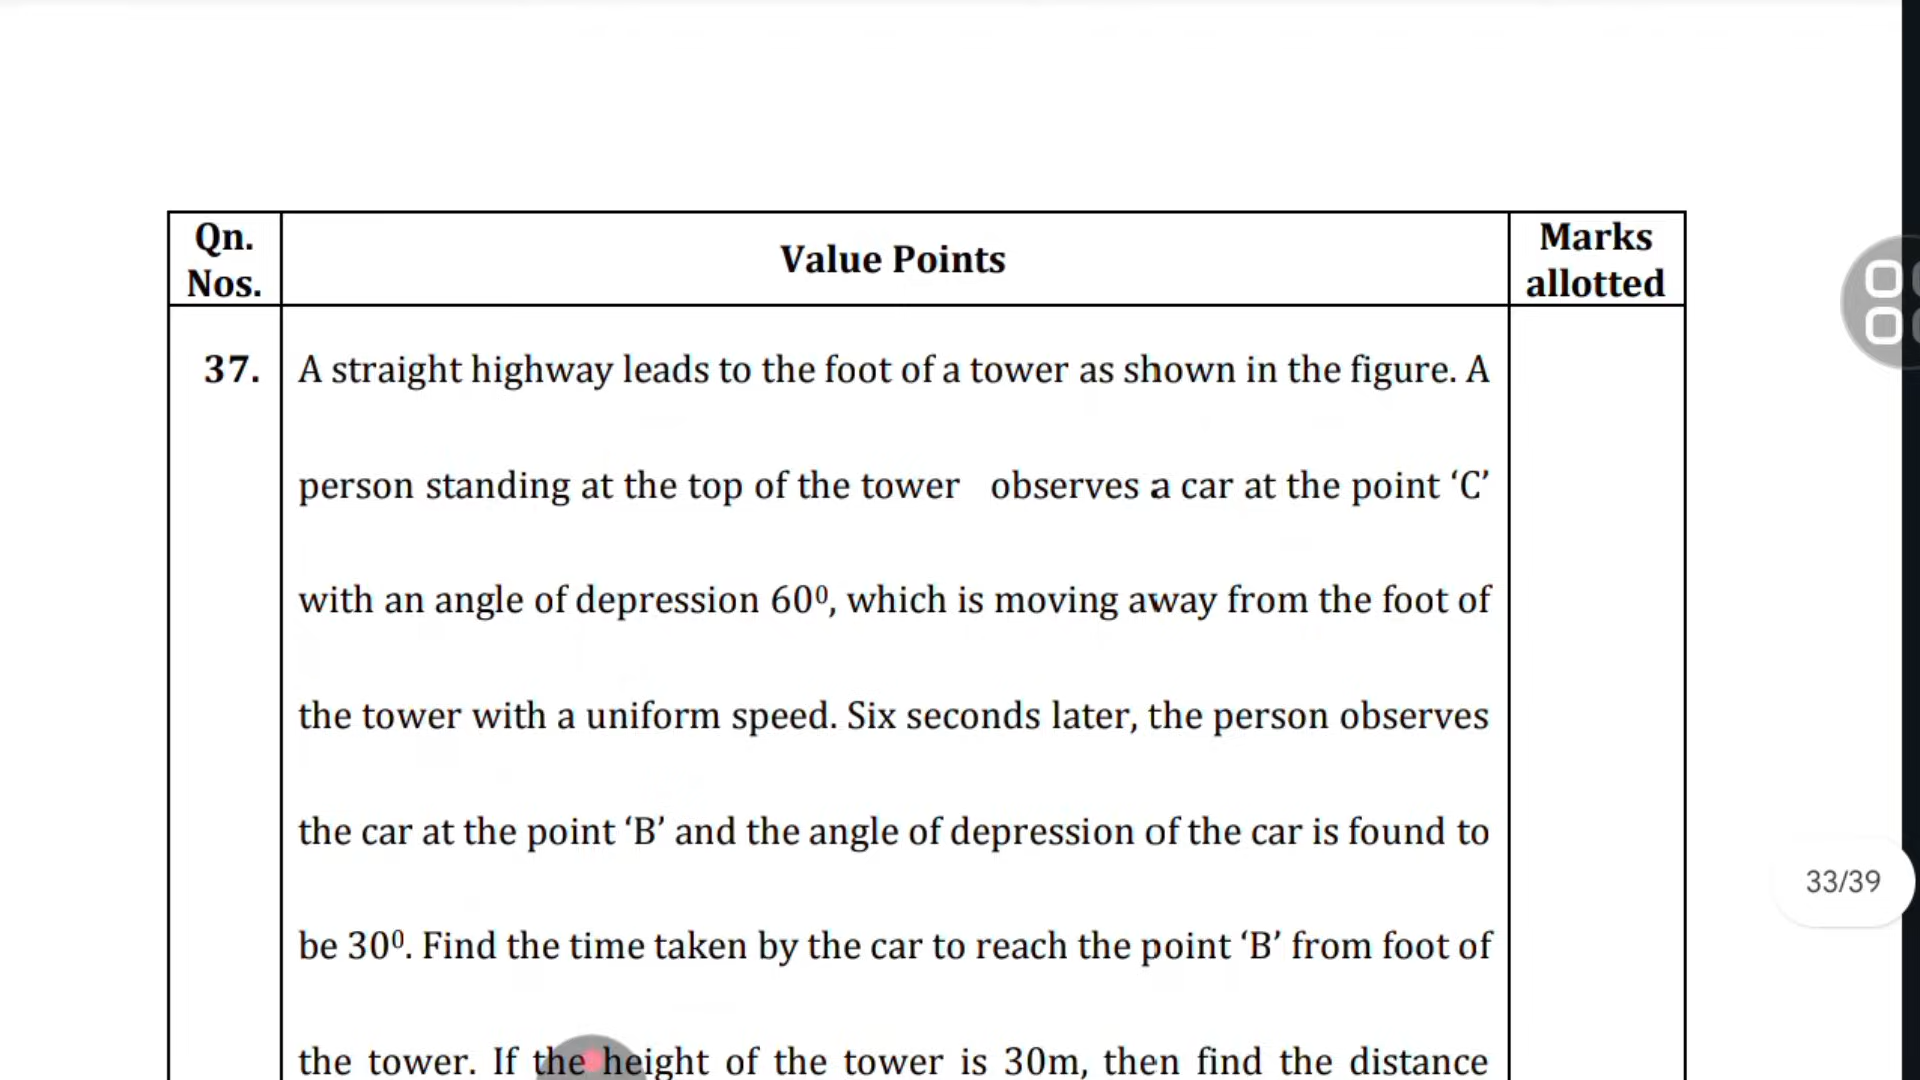 Qn.
Nos.
Value Points
Marks
allotted
37.
A straight highway leads to the foot of a tower as shown in the figure. A
person standing at the top of the tower observes a car at the point ‘C’
with an angle of depression 60⁰, which is moving away from the foot of
the tower with a uniform speed. Six seconds later, the person observes
the car at the point ‘B’ and the angle of depression of the car is found to
be 30⁰. Find the time taken by the car to reach the point ‘B’ from foot of
the tower. If the height of the tower is 30m, then find the distance
33/39